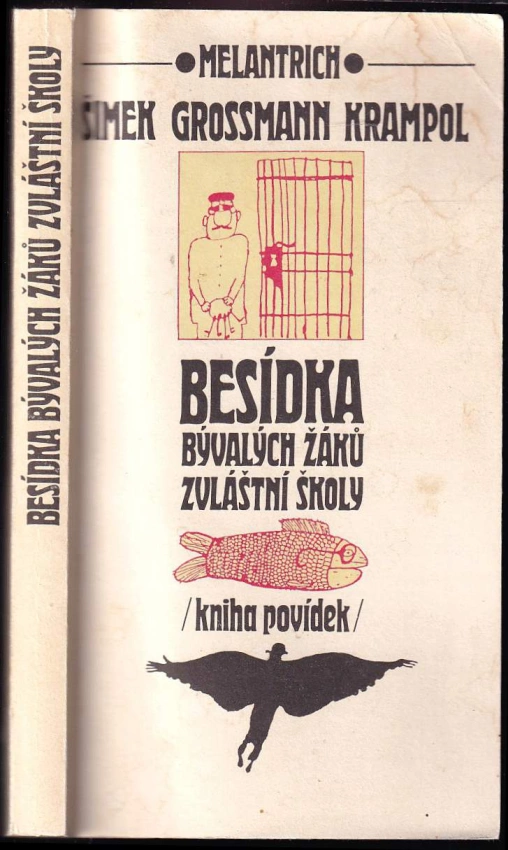 MELANTRICH
ŠIMEK GROSSMANN KRAMPOL
BESÍDKA
BÝVALÝCH ŽÁKŮ
ZVLÁŠTNÍ ŠKOLY
/kniha povídek/
BESÍDKA BÝVALÝCH ŽÁKŮ ZVLÁŠTNÍ ŠKOLY